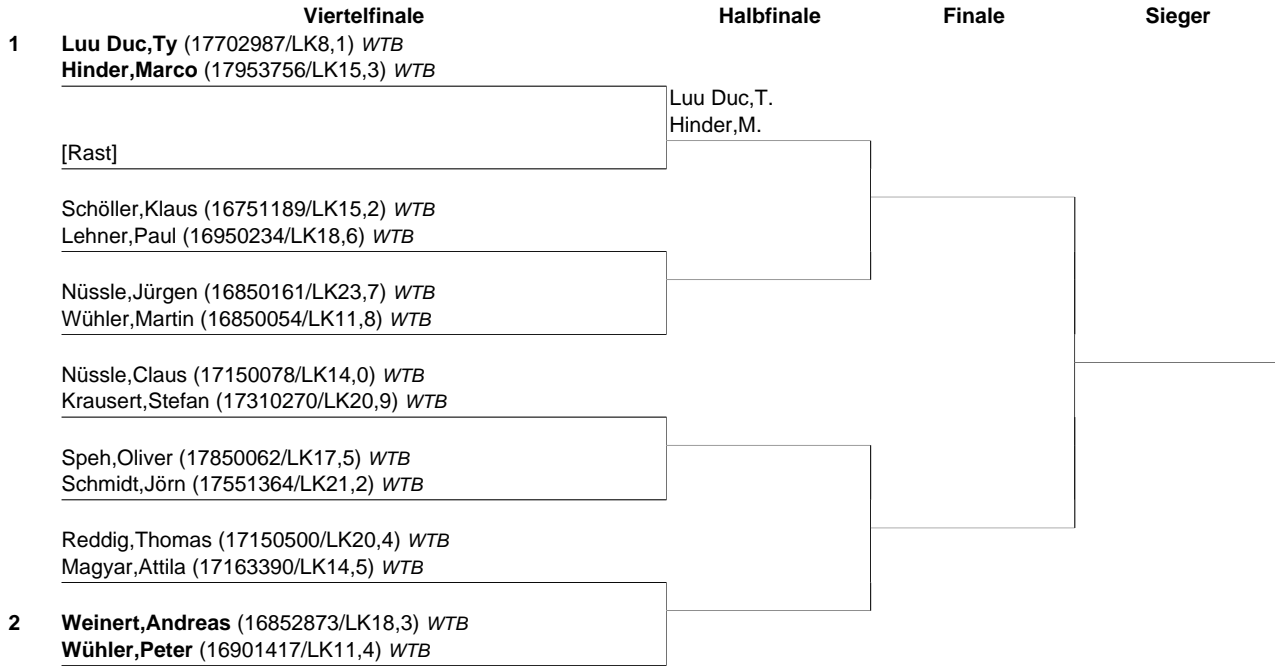 Viertelfinale Halbfinale Finale Sieger
1 Luu Duc,Ty (17702987/LK8,1) WTB
Hinder,Marco (17953756/LK15,3) WTB
Luu Duc,T.
Hinder,M.
[Rast]
Schöller,Klaus (16751189/LK15,2) WTB
Lehner,Paul (16950234/LK18,6) WTB
Nüssle,Jürgen (16850161/LK23,7) WTB
Wühler,Martin (16850054/LK11,8) WTB
Nüssle,Claus (17150078/LK14,0) WTB
Krausert,Stefan (17310270/LK20,9) WTB
Speh,Oliver (17850062/LK17,5) WTB
Schmidt,Jörn (17551364/LK21,2) WTB
Reddig,Thomas (17150500/LK20,4) WTB
Magyar,Attila (17163390/LK14,5) WTB
2 Weinert,Andreas (16852873/LK18,3) WTB
Wühler,Peter (16901417/LK11,4) WTB